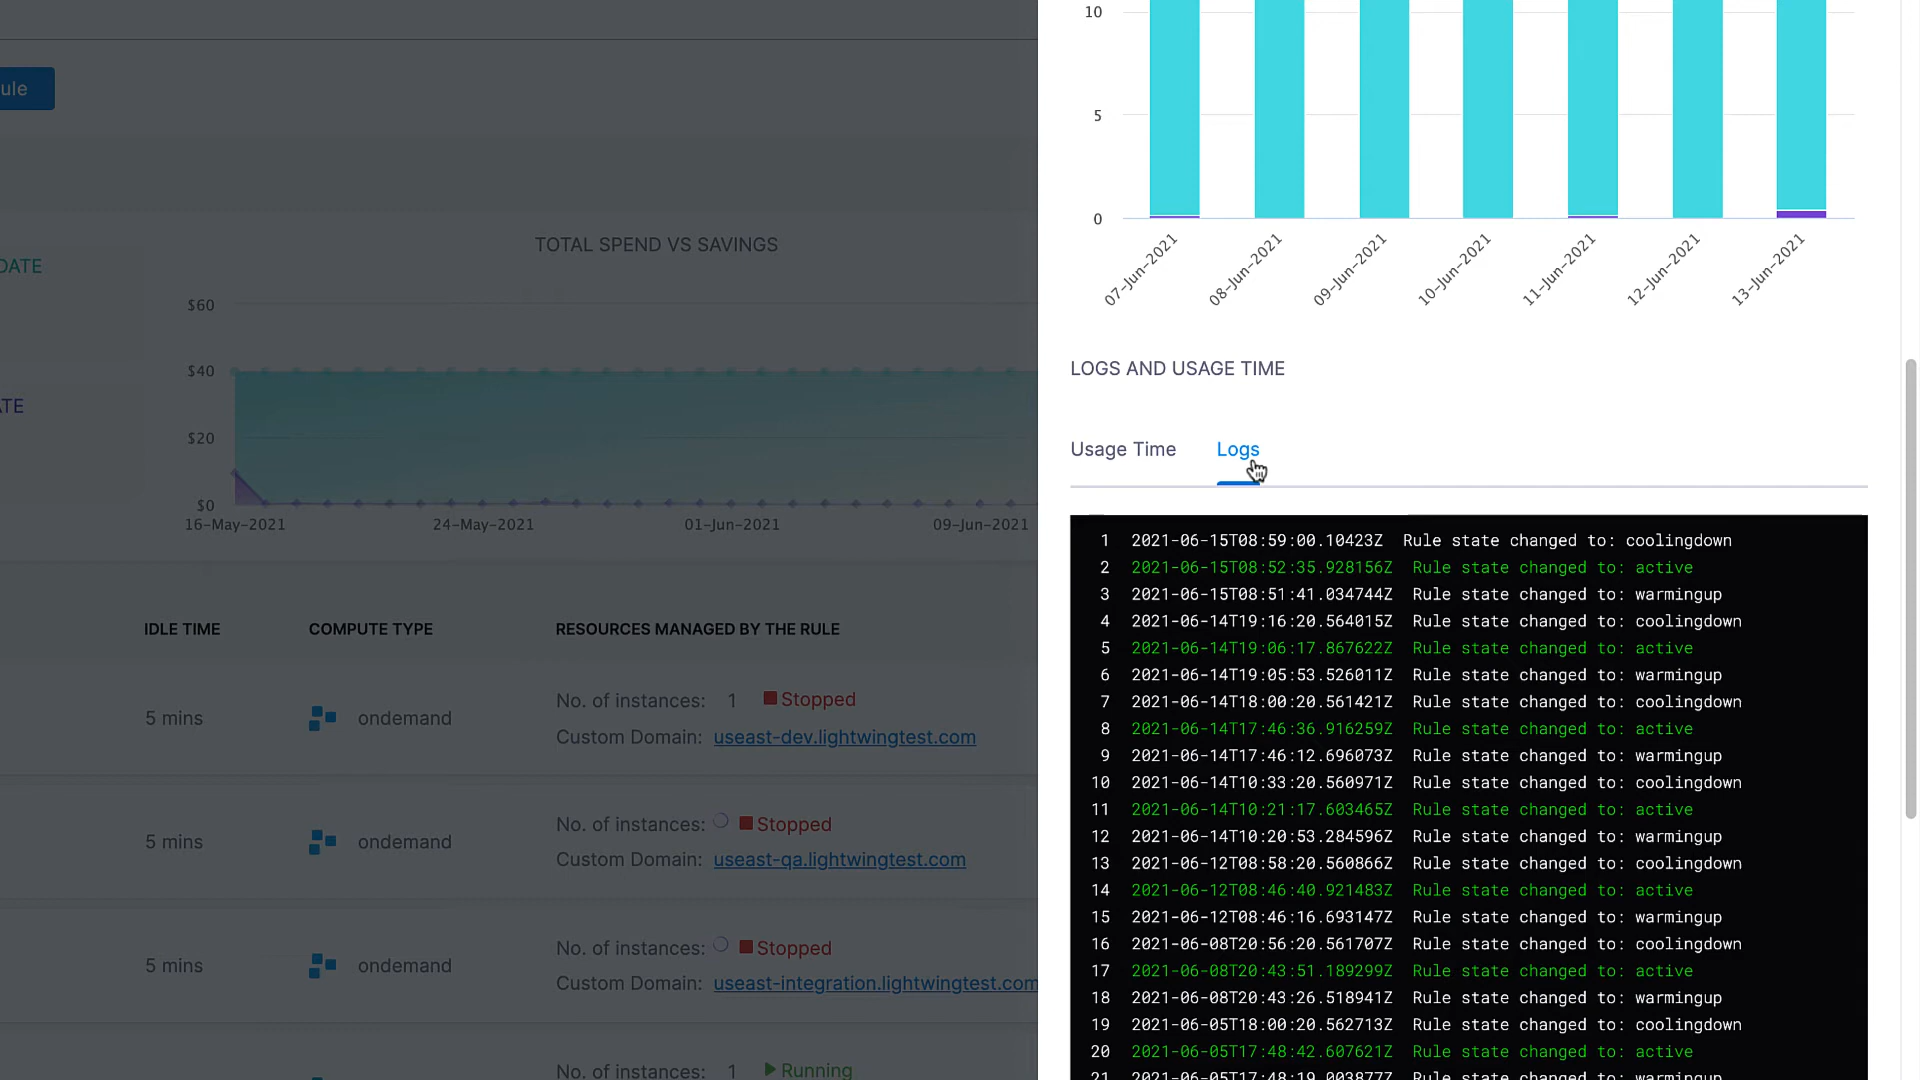 ule
DATE
ATE
TOTAL SPEND VS SAVINGS
$60
$40
$20
$0
16-May-2021
24-May-2021
01-Jun-2021
09-Jun-2021
IDLE TIME
COMPUTE TYPE
RESOURCES MANAGED BY THE RULE
5 mins
ondemand
No. of instances: 1 Stopped
Custom Domain: useast-dev.lightwingtest.com
5 mins
ondemand
No. of instances: Stopped
Custom Domain: useast-qa.lightwingtest.com
5 mins
ondemand
No. of instances: Stopped
Custom Domain: useast-integration.lightwingtest.com
No. of instances: 1 Running
10
5
0
07-Jun-2021
08-Jun-2021
09-Jun-2021
10-Jun-2021
11-Jun-2021
12-Jun-2021
13-Jun-2021
LOGS AND USAGE TIME
Usage Time
Logs
1 2021-06-15T08:59:00.10423Z Rule state changed to: coolingdown
2 2021-06-15T08:52:35.928156Z Rule state changed to: active
3 2021-06-15T08:51:41.034744Z Rule state changed to: warmingup
4 2021-06-14T19:16:20.564015Z Rule state changed to: coolingdown
5 2021-06-14T19:06:17.867622Z Rule state changed to: active
6 2021-06-14T19:05:53.526011Z Rule state changed to: warmingup
7 2021-06-14T18:00:20.561421Z Rule state changed to: coolingdown
8 2021-06-14T17:46:36.916259Z Rule state changed to: active
9 2021-06-14T17:46:12.696073Z Rule state changed to: warmingup
10 2021-06-14T10:33:20.560971Z Rule state changed to: coolingdown
11 2021-06-14T10:21:17.603465Z Rule state changed to: active
12 2021-06-14T10:20:53.284596Z Rule state changed to: warmingup
13 2021-06-12T08:58:20.560866Z Rule state changed to: coolingdown
14 2021-06-12T08:46:40.921483Z Rule state changed to: active
15 2021-06-12T08:46:16.693147Z Rule state changed to: warmingup
16 2021-06-08T20:56:20.561707Z Rule state changed to: coolingdown
17 2021-06-08T20:43:51.189299Z Rule state changed to: active
18 2021-06-08T20:43:26.518941Z Rule state changed to: warmingup
19 2021-06-05T18:00:20.562713Z Rule state changed to: coolingdown
20 2021-06-05T17:48:42.607621Z Rule state changed to: active
21 2021-06-05T17:48:19.003877Z Rule state changed to: warmingup